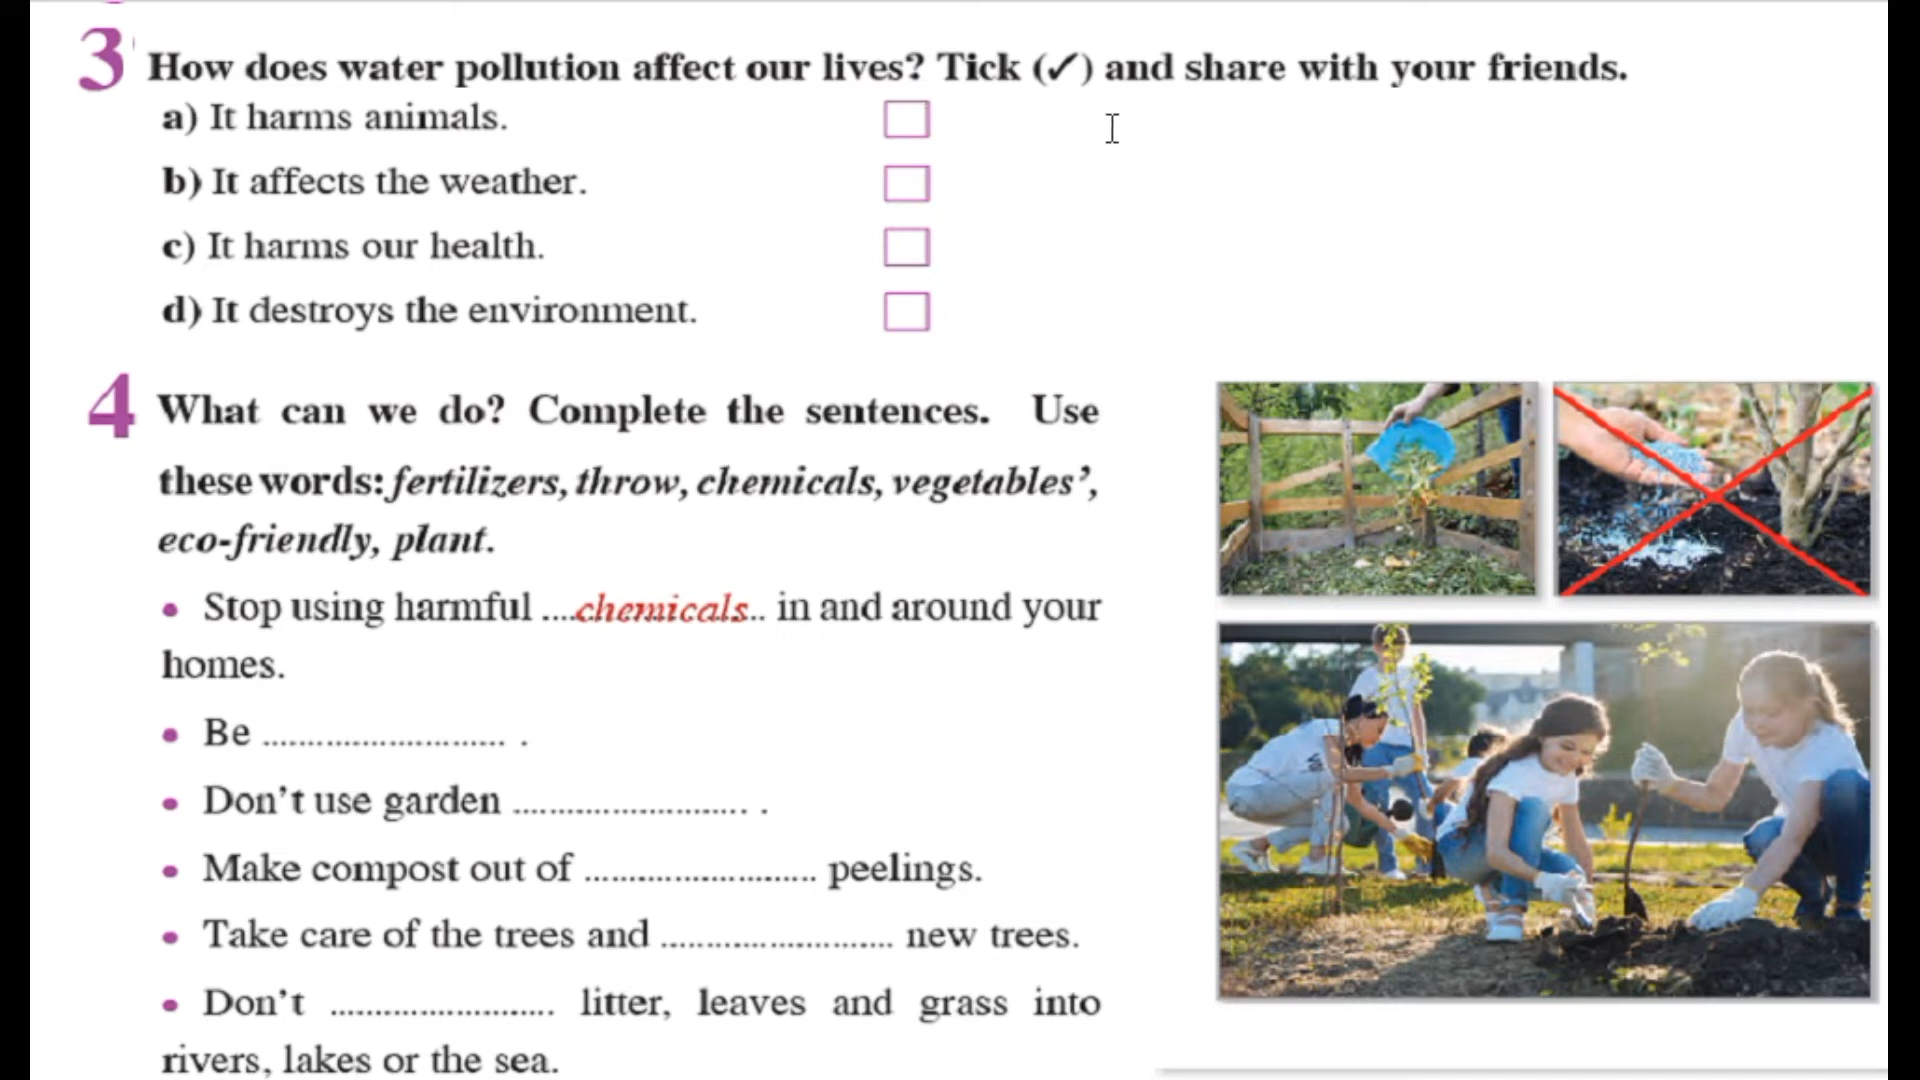 3 How does water pollution affect our lives? Tick (✓) and share with your friends.
a) It harms animals.
b) It affects the weather.
c) It harms our health.
d) It destroys the environment.
4 What can we do? Complete the sentences. Use
these words: fertilizers, throw, chemicals, vegetables’,
eco-friendly, plant.
• Stop using harmful ....chemicals.. in and around your
homes.
• Be ........................... .
• Don’t use garden .......................... .
• Make compost out of .......................... peelings.
• Take care of the trees and .......................... new trees.
• Don’t ......................... litter, leaves and grass into
rivers, lakes or the sea.